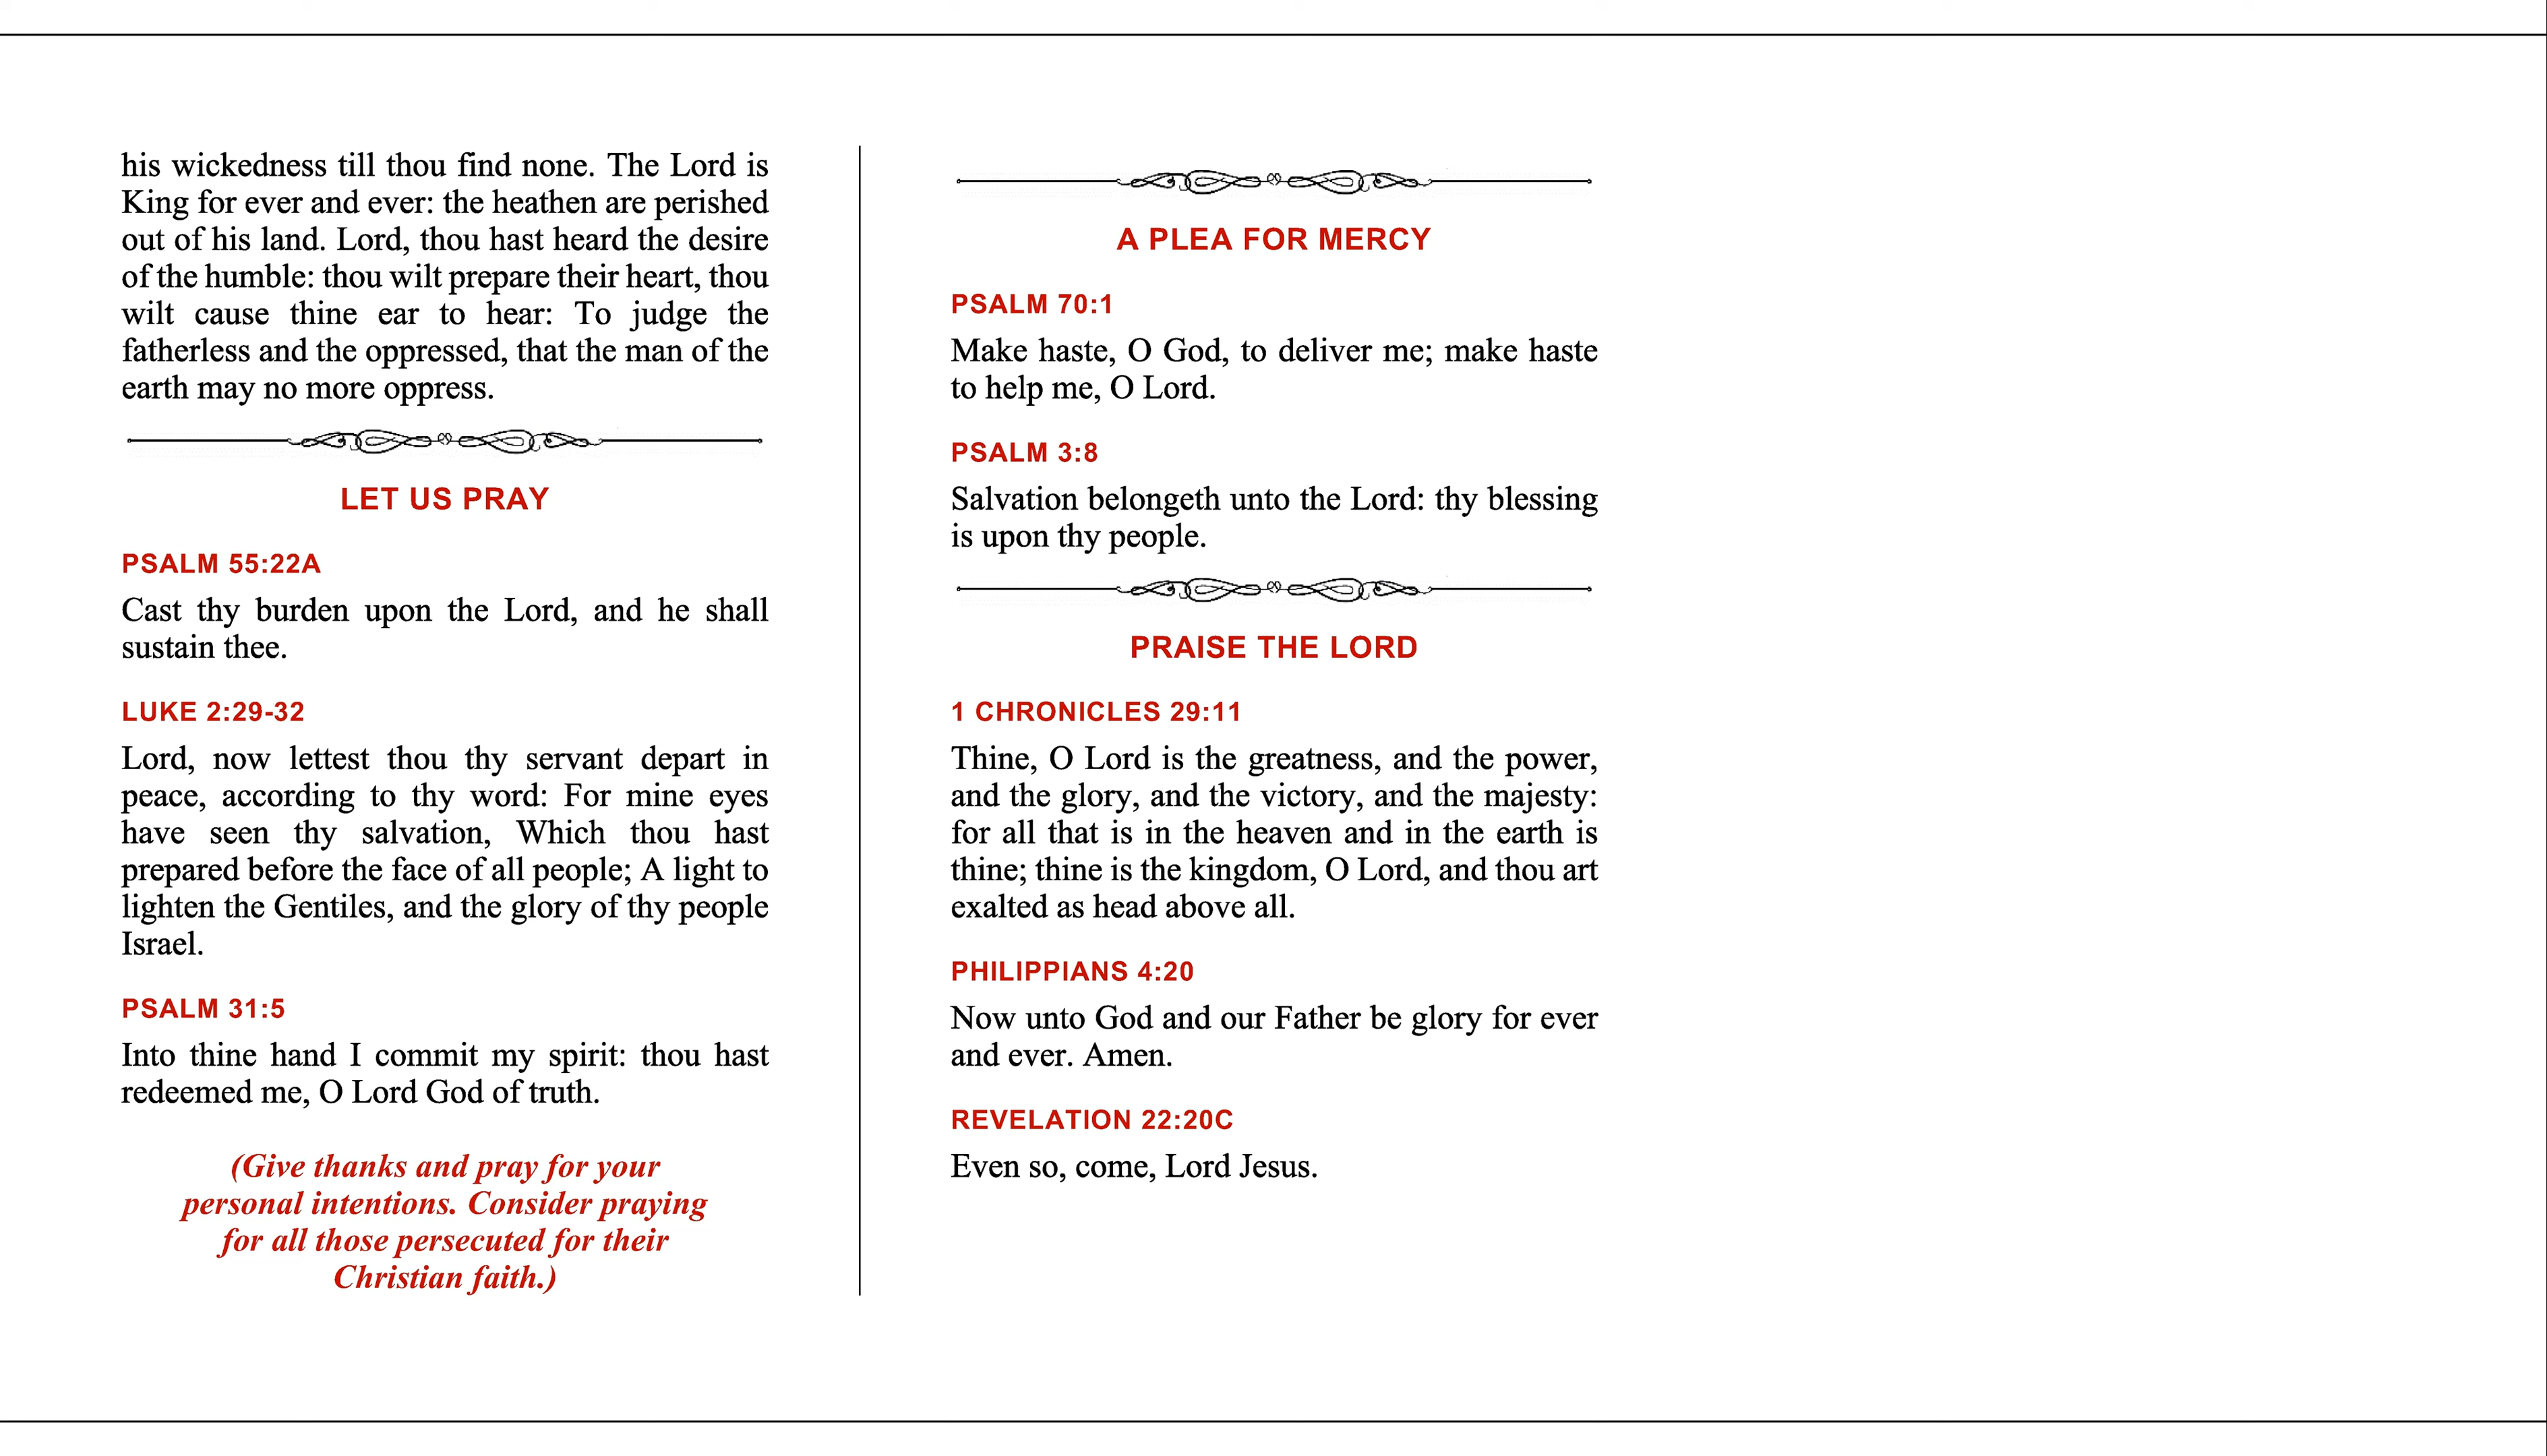 his wickedness till thou find none. The Lord is
King for ever and ever: the heathen are perished
out of his land. Lord, thou hast heard the desire
of the humble: thou wilt prepare their heart, thou
wilt cause thine ear to hear: To judge the
fatherless and the oppressed, that the man of the
earth may no more oppress.
LET US PRAY
PSALM 55:22A
Cast thy burden upon the Lord, and he shall
sustain thee.
LUKE 2:29-32
Lord, now lettest thou thy servant depart in
peace, according to thy word: For mine eyes
have seen thy salvation, Which thou hast
prepared before the face of all people; A light to
lighten the Gentiles, and the glory of thy people
Israel.
PSALM 31:5
Into thine hand I commit my spirit: thou hast
redeemed me, O Lord God of truth.
(Give thanks and pray for your
personal intentions. Consider praying
for all those persecuted for their
Christian faith.)
A PLEA FOR MERCY
PSALM 70:1
Make haste, O God, to deliver me; make haste
to help me, O Lord.
PSALM 3:8
Salvation belongeth unto the Lord: thy blessing
is upon thy people.
PRAISE THE LORD
1 CHRONICLES 29:11
Thine, O Lord is the greatness, and the power,
and the glory, and the victory, and the majesty:
for all that is in the heaven and in the earth is
thine; thine is the kingdom, O Lord, and thou art
exalted as head above all.
PHILIPPIANS 4:20
Now unto God and our Father be glory for ever
and ever. Amen.
REVELATION 22:20C
Even so, come, Lord Jesus.